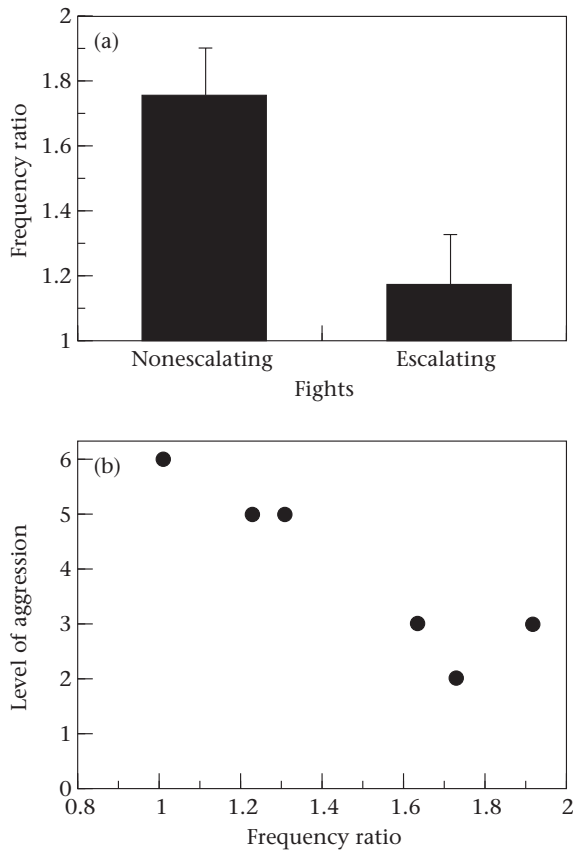 (a)
Frequency ratio
2
1.8
1.6
1.4
1.2
1
Nonescalating Escalating
Fights
(b)
Level of aggression
6
5
4
3
2
1
0
0.8 1 1.2 1.4 1.6 1.8 2
Frequency ratio